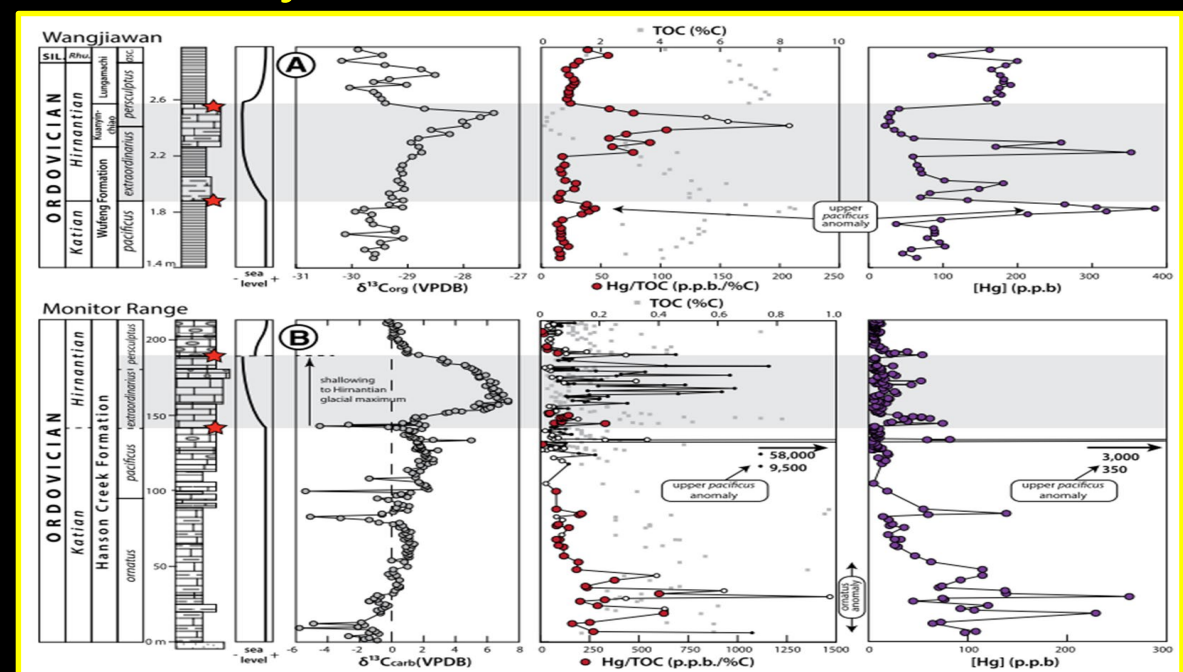 Wangjiawan
TOC (%C)
0 2 4 6 8 10
SIL. Rhu. Lungamachi asc.
ORDOVICIAN
Hirnantian
Katian
Kuanyin-chiao
Wufeng Formation
persculptus
extraordinarius
pacificus
2.6
2.2
1.8
1.4 m
- sea level +
A
-31 -30 -29 -28 -27
δ¹³Corg (VPDB)
upper
pacificus
anomaly
0 50 100 150 200 250
Hg/TOC (p.p.b./%C)
0 100 200 300 400
[Hg] (p.p.b)
Monitor Range
TOC (%C)
0 0.2 0.4 0.6 0.8 1.0
ORDOVICIAN
Hirnantian
Katian
Hanson Creek Formation
persculptus
extraordinarius
pacificus
ornatus
200
150
100
50
0 m
- sea level +
B
shallowing
to Hirnantian
glacial maximum
-6 -4 -2 0 2 4 6 8
δ¹³Ccarb(VPDB)
58,000
9,500
upper pacificus
anomaly
3,000
350
upper pacificus
anomaly
ornatus
anomaly
0 250 500 750 1000 1250 1500
Hg/TOC (p.p.b./%C)
0 100 200 300
[Hg] (p.p.b)